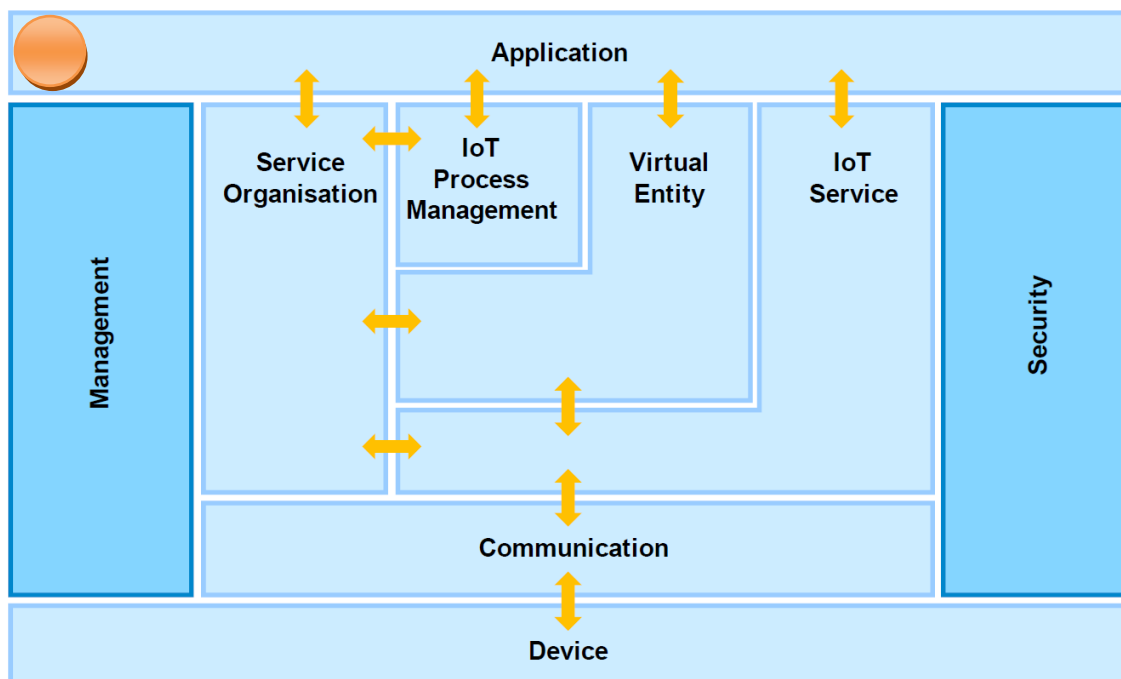 Application
Service
Organisation
IoT
Process
Management
Virtual
Entity
IoT
Service
Management
Security
Communication
Device